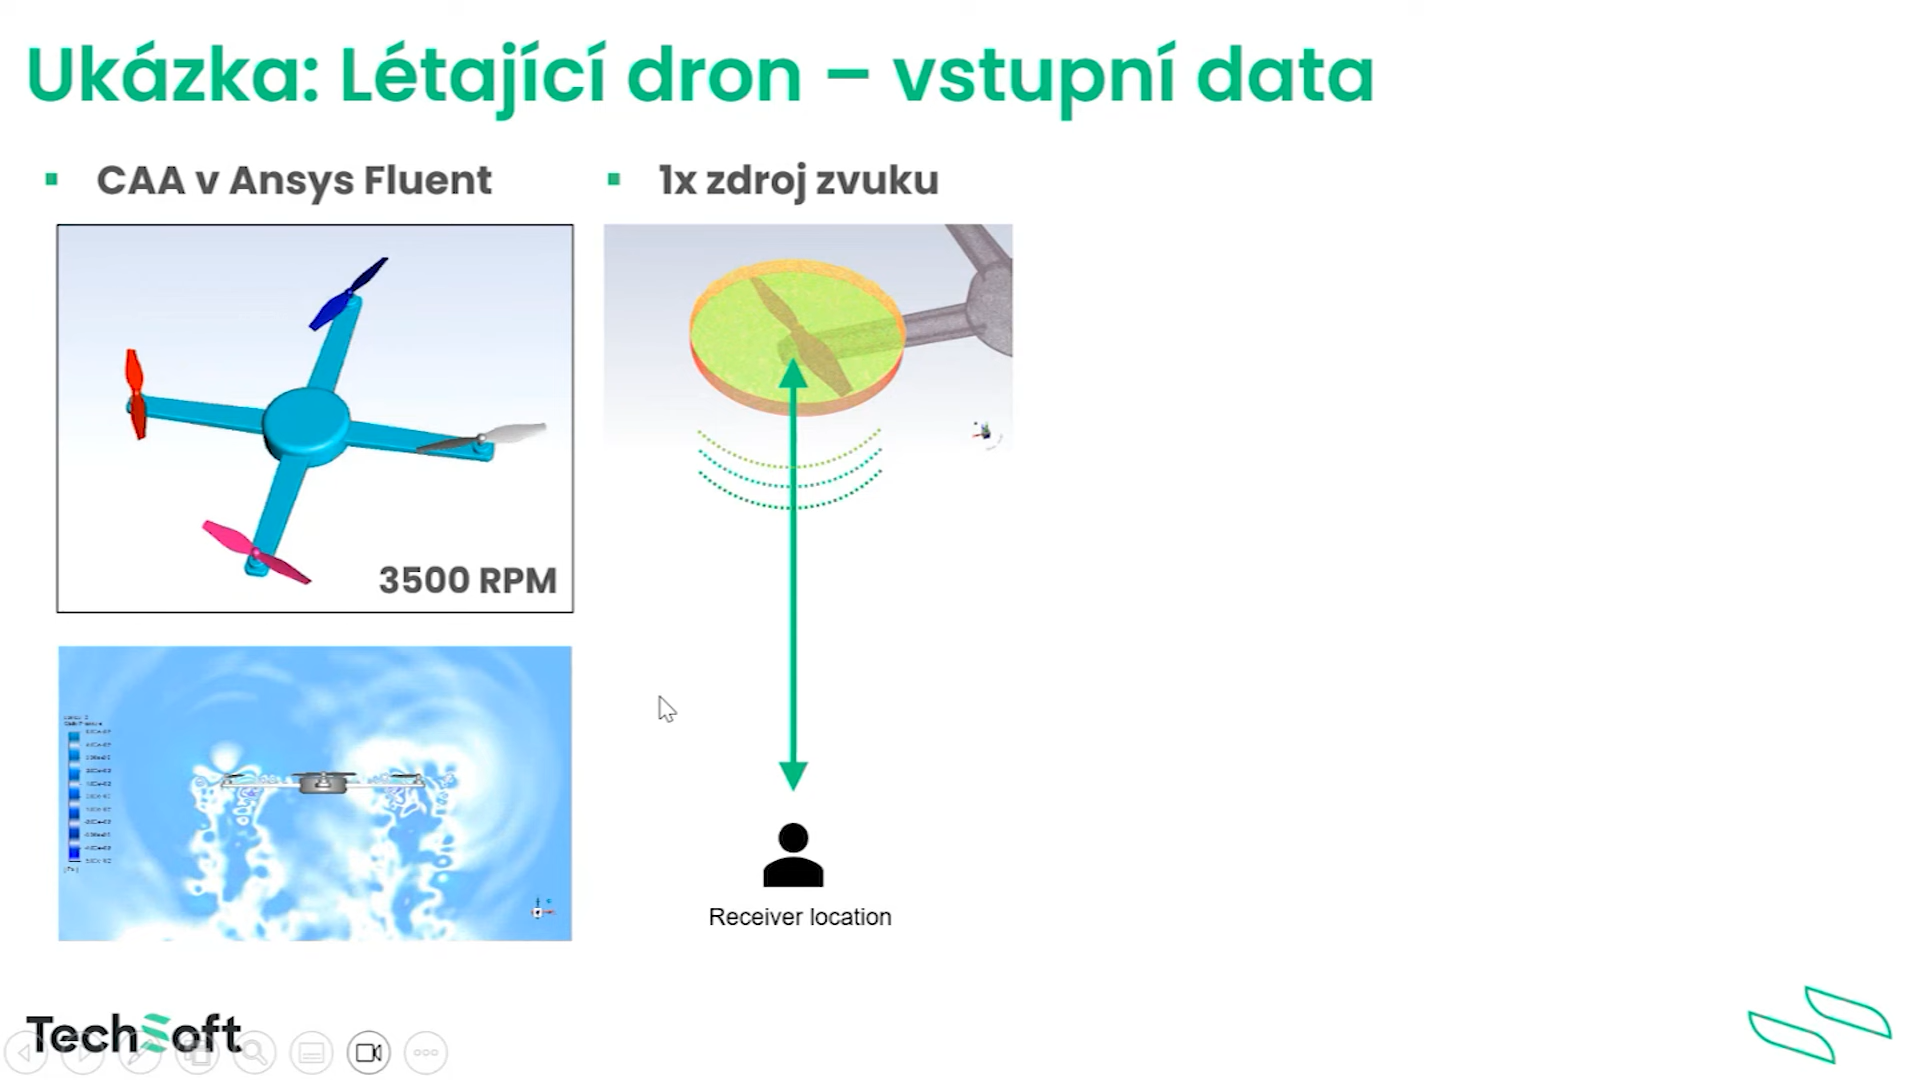 Ukázka: Létající dron – vstupní data
CAA v Ansys Fluent
1x zdroj zvuku
3500 RPM
Receiver location
TechSoft